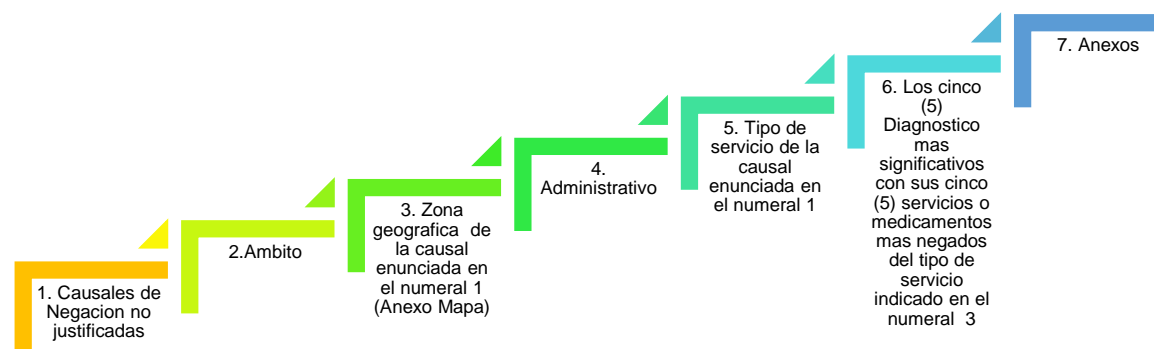 1. Causales de
Negacion no
justificadas
2.Ambito
3. Zona
geografica de
la causal
enunciada en
el numeral 1
(Anexo Mapa)
4.
Administrativo
5. Tipo de
servicio de la
causal
enunciada en
el numeral 1
6. Los cinco
(5)
Diagnostico
mas
significativos
con sus cinco
(5) servicios o
medicamentos
mas negados
del tipo de
servicio
indicado en el
numeral 3
7. Anexos